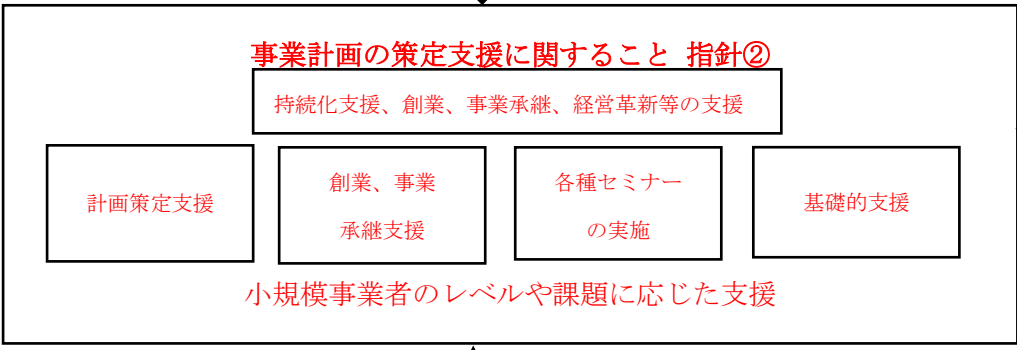 事業計画の策定支援に関すること 指針②
持続化支援、創業、事業承継、経営革新等の支援
計画策定支援
創業、事業
承継支援
各種セミナー
の実施
基礎的支援
小規模事業者のレベルや課題に応じた支援